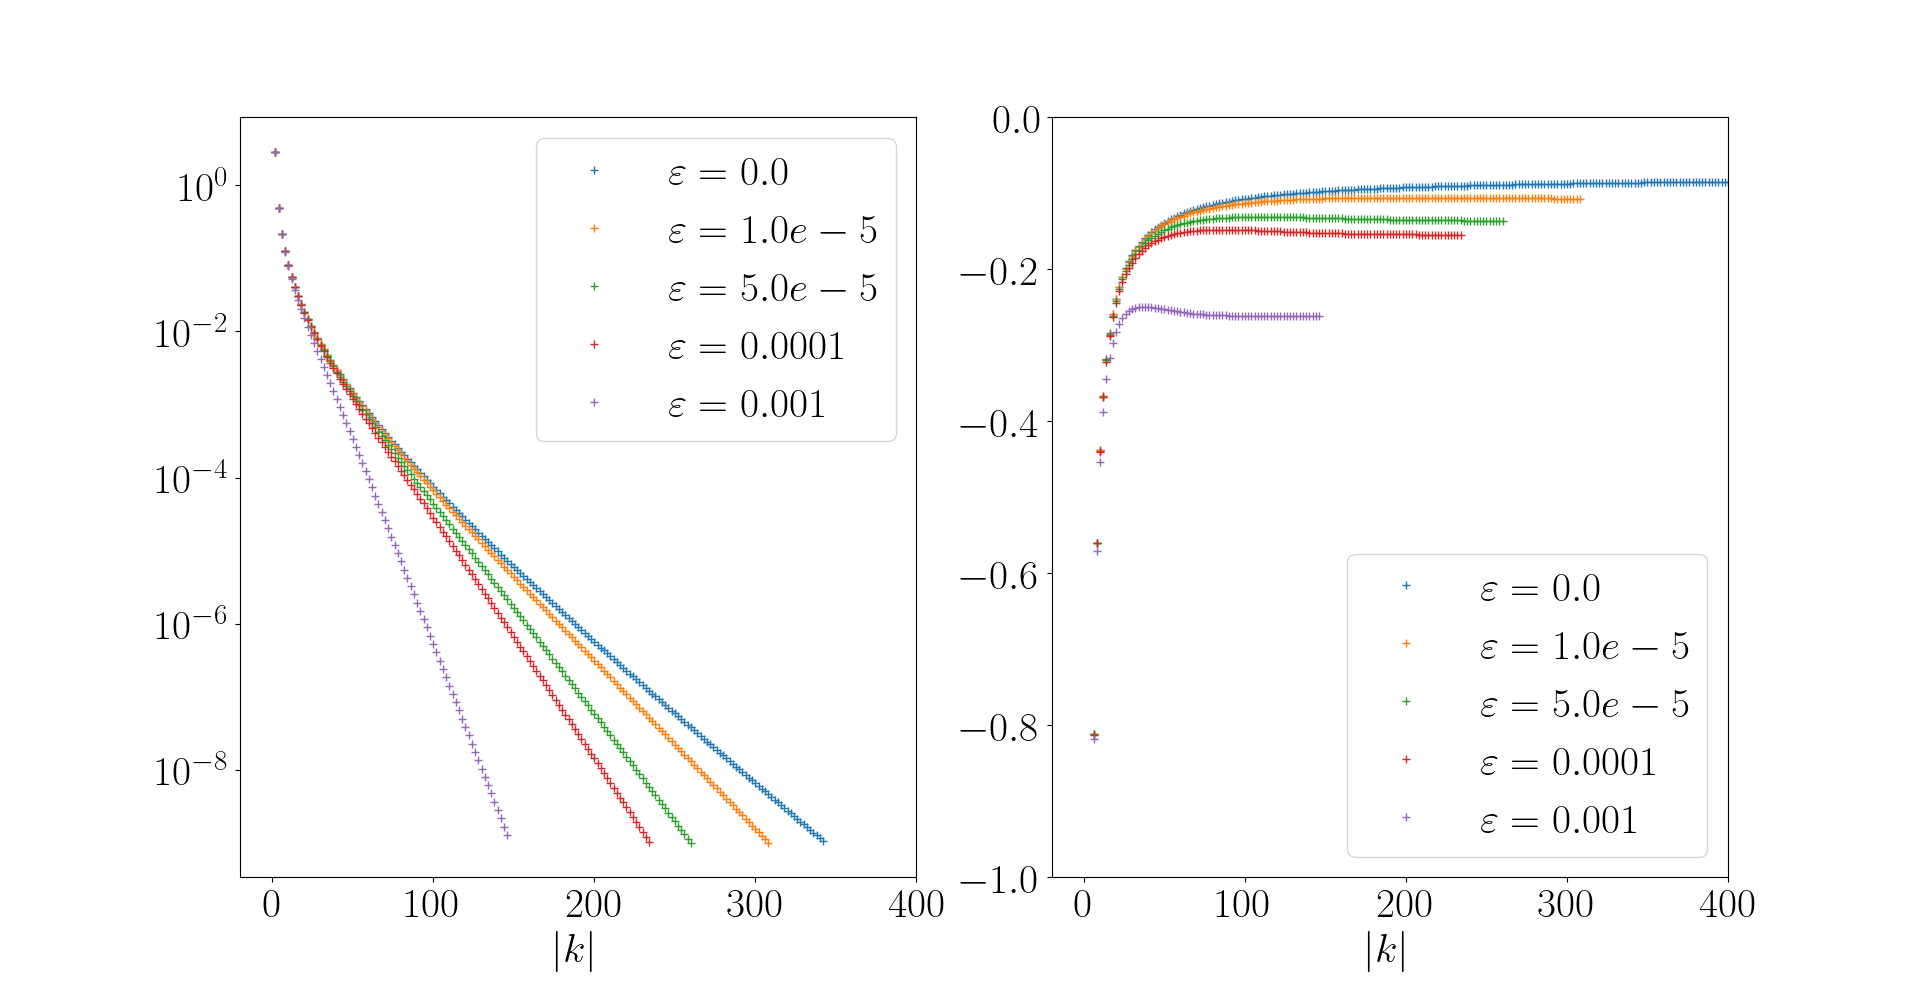 10⁰
10⁻²
10⁻⁴
10⁻⁶
10⁻⁸
0
100
200
300
400
|k|
ε = 0.0
ε = 1.0e − 5
ε = 5.0e − 5
ε = 0.0001
ε = 0.001
0.0
−0.2
−0.4
−0.6
−0.8
−1.0
0
100
200
300
400
|k|
ε = 0.0
ε = 1.0e − 5
ε = 5.0e − 5
ε = 0.0001
ε = 0.001